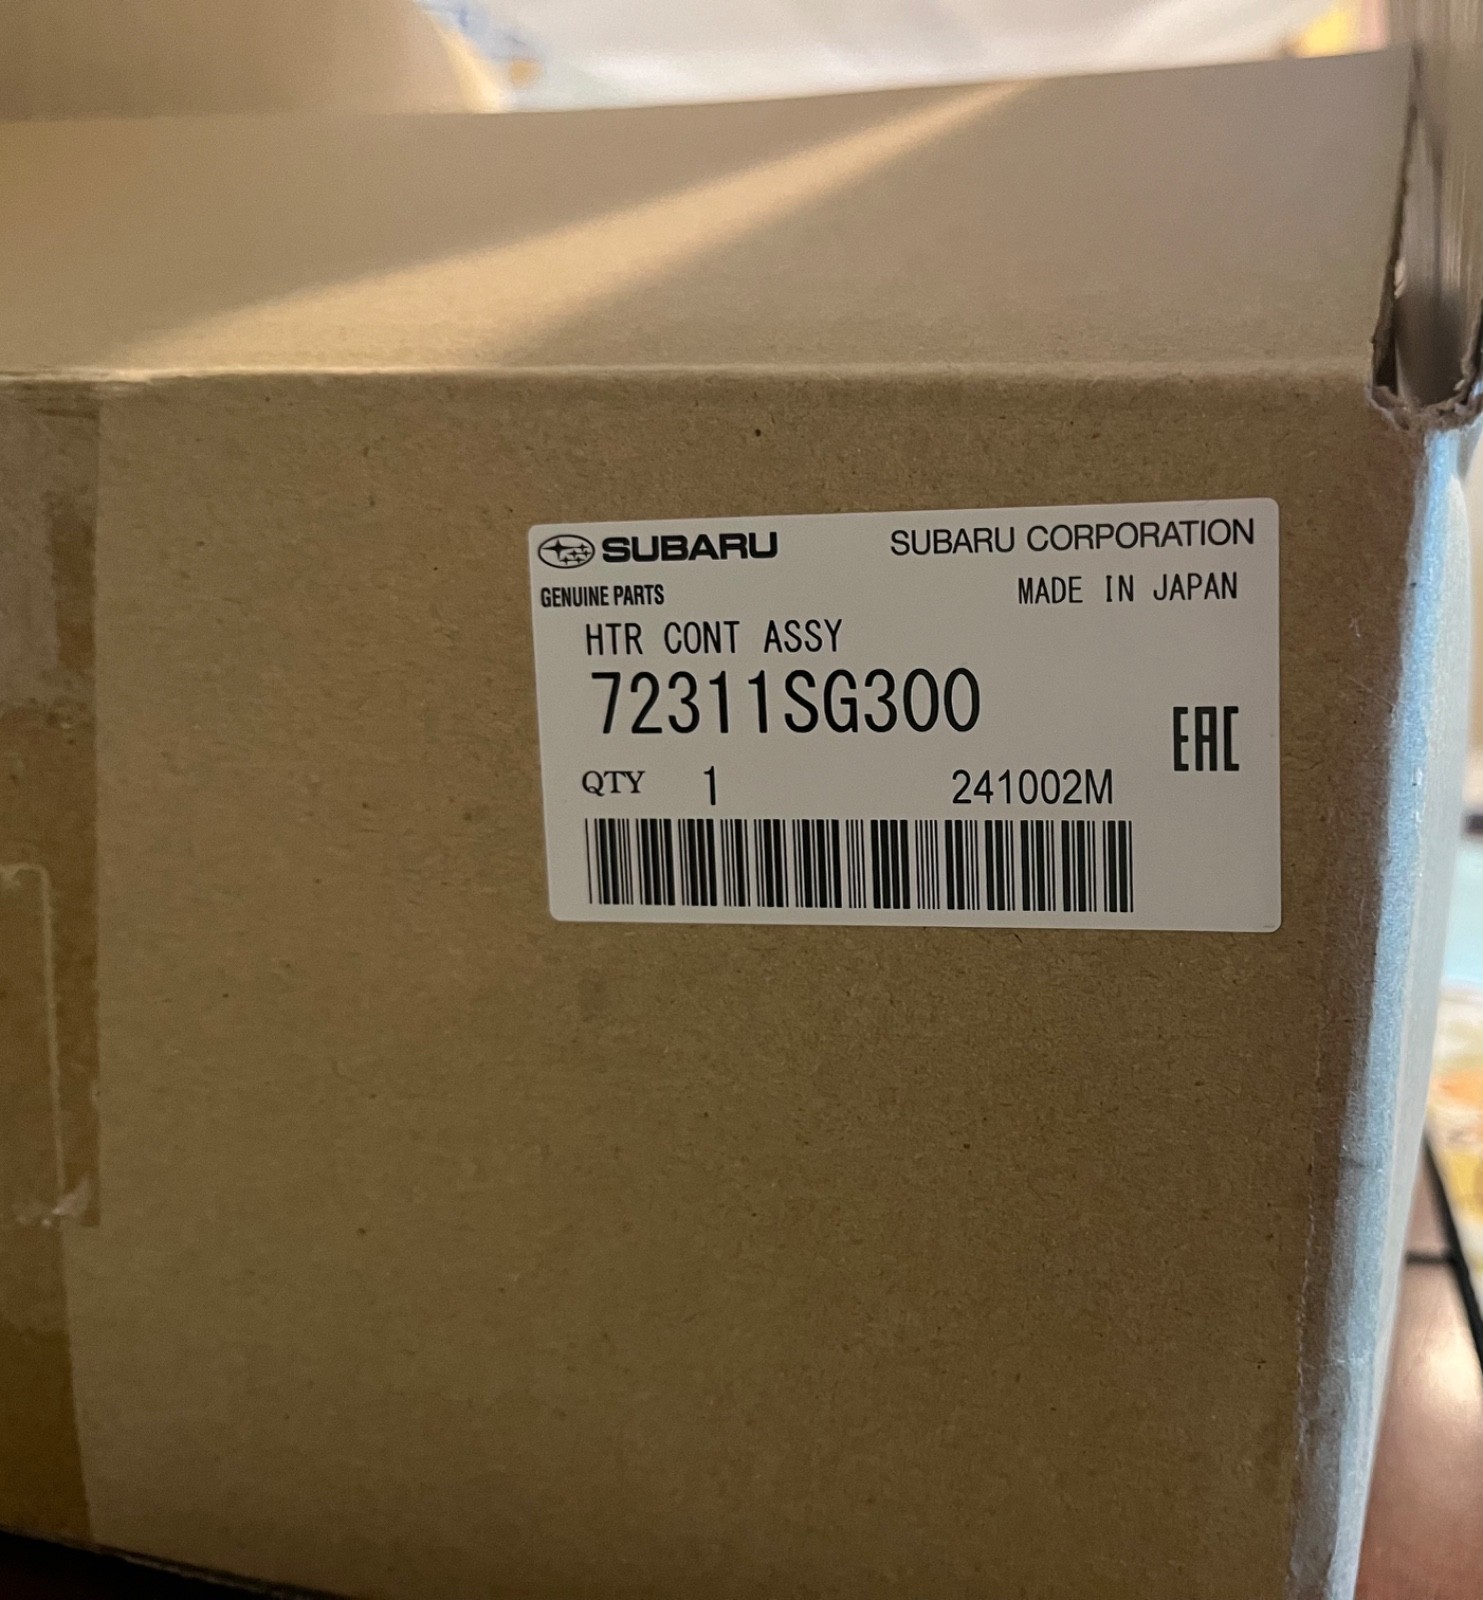 SUBARU SUBARU CORPORATION
GENUINE PARTS MADE IN JAPAN
HTR CONT ASSY
72311SG300
EAC
QTY 1 241002M